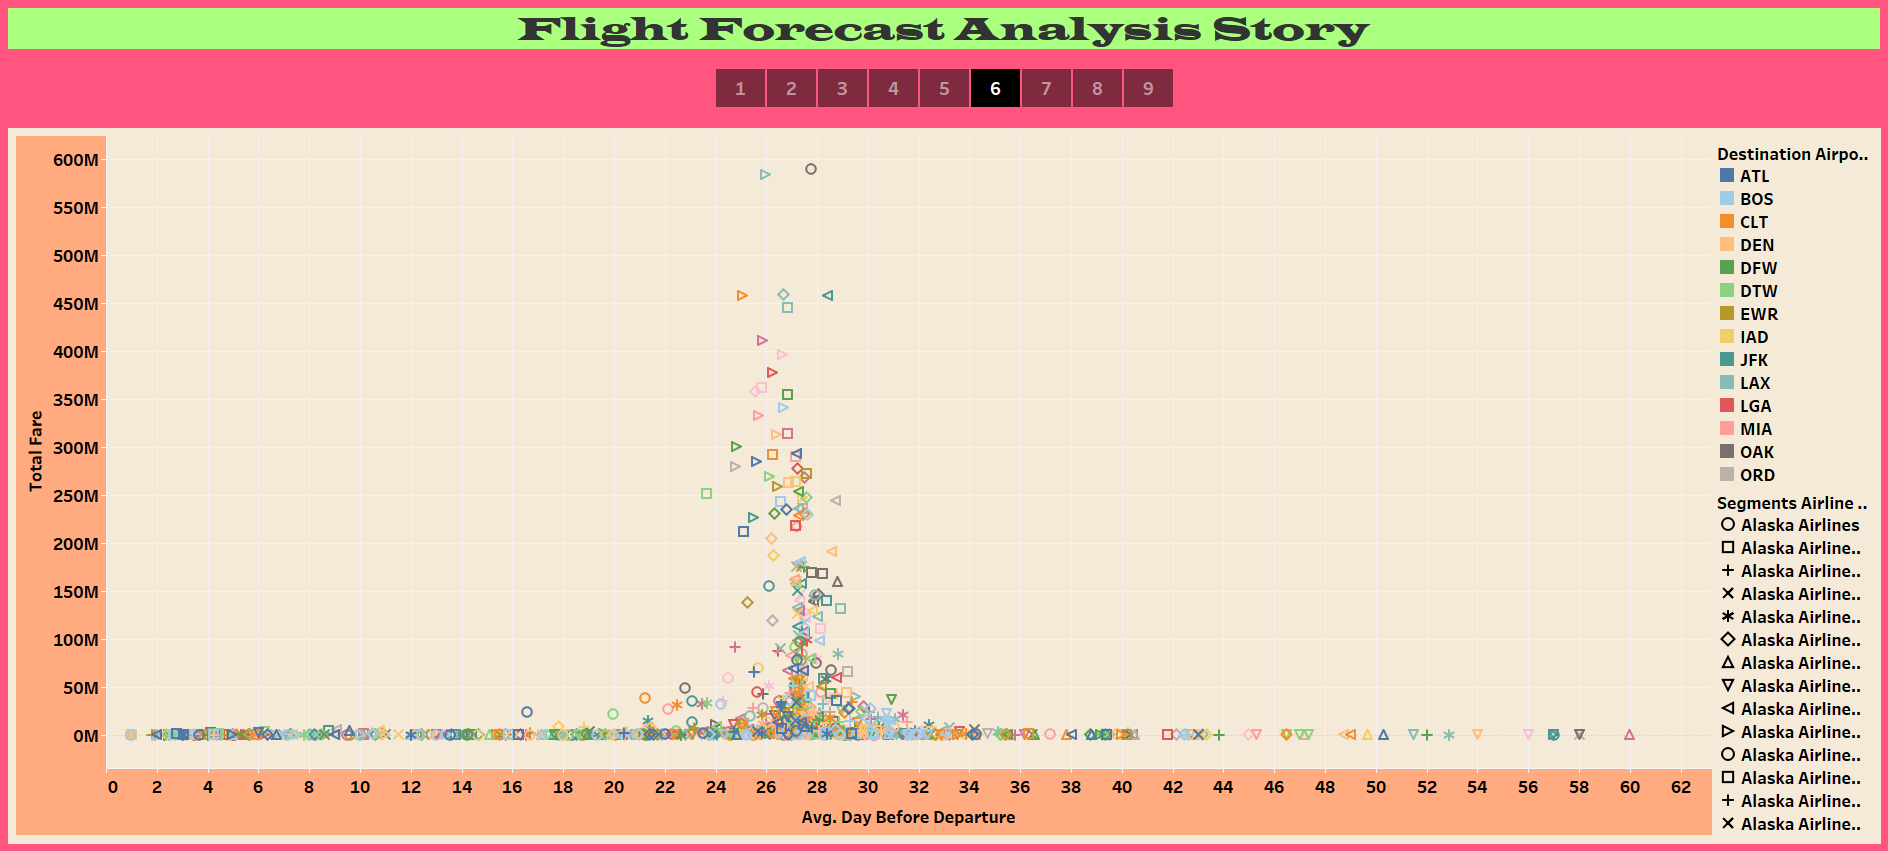 Flight Forecast Analysis Story
1 2 3 4 5 6 7 8 9
600M
550M
500M
450M
400M
350M
300M
250M
200M
150M
100M
50M
0M
Total Fare
0 2 4 6 8 10 12 14 16 18 20 22 24 26 28 30 32 34 36 38 40 42 44 46 48 50 52 54 56 58 60 62
Avg. Day Before Departure
Destination Airpo..
ATL
BOS
CLT
DEN
DFW
DTW
EWR
IAD
JFK
LAX
LGA
MIA
OAK
ORD
Segments Airline ..
Alaska Airlines
Alaska Airline..
Alaska Airline..
Alaska Airline..
Alaska Airline..
Alaska Airline..
Alaska Airline..
Alaska Airline..
Alaska Airline..
Alaska Airline..
Alaska Airline..
Alaska Airline..
Alaska Airline..
Alaska Airline..